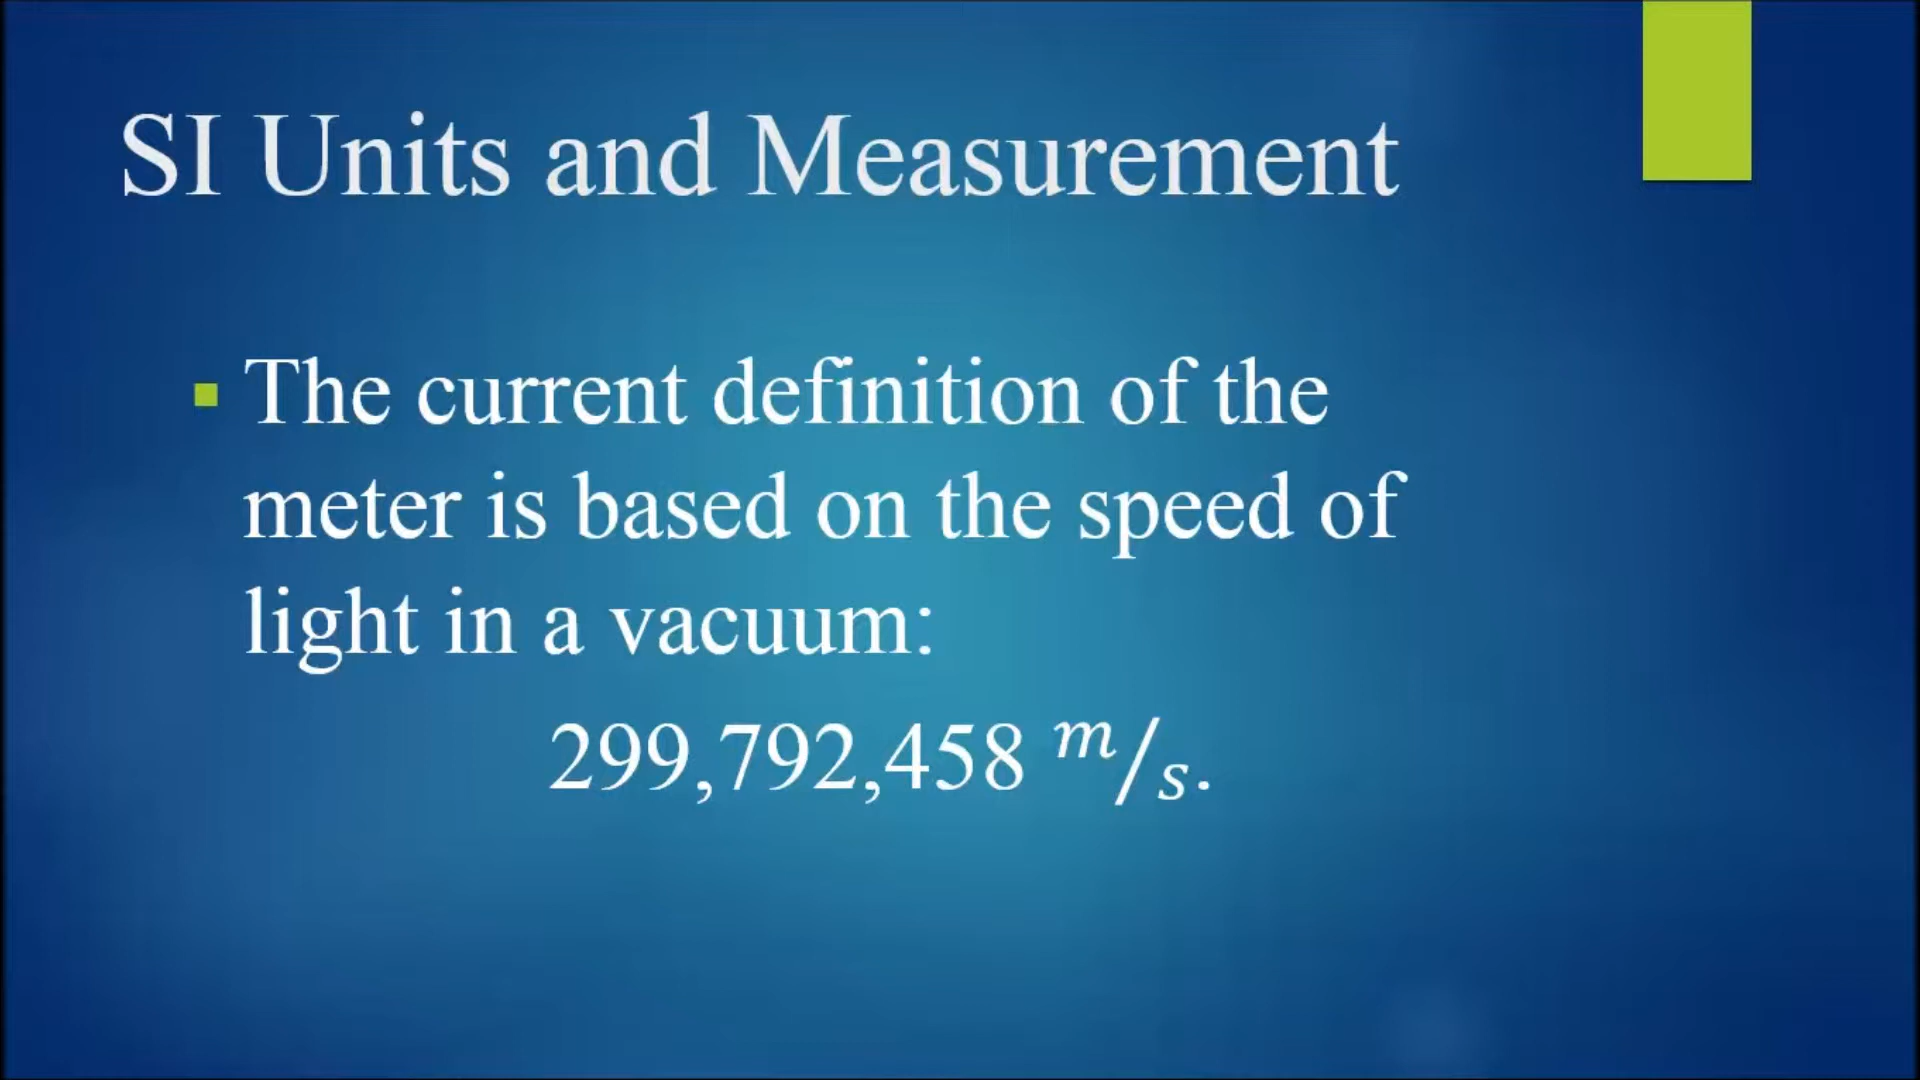 SI Units and Measurement
The current definition of the
meter is based on the speed of
light in a vacuum:
299,792,458 m/s.